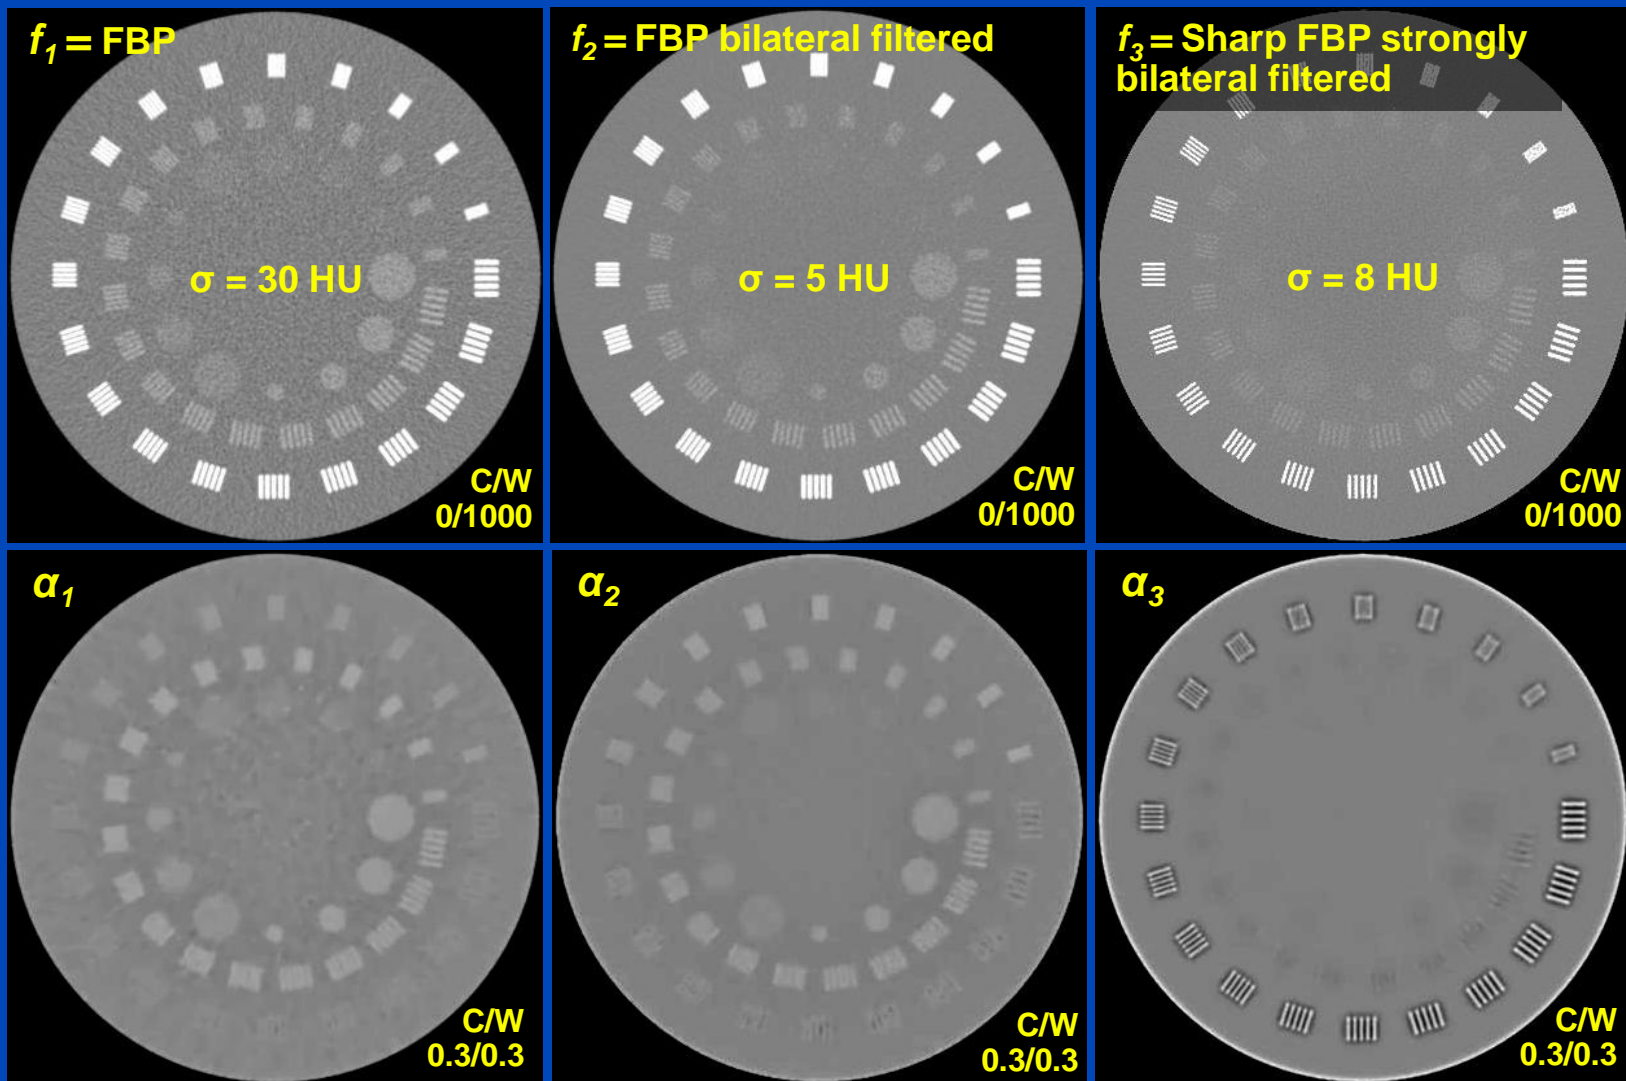 f1 = FBP
σ = 30 HU
C/W
0/1000
f2 = FBP bilateral filtered
σ = 5 HU
C/W
0/1000
f3 = Sharp FBP strongly
bilateral filtered
σ = 8 HU
C/W
0/1000
α1
C/W
0.3/0.3
α2
C/W
0.3/0.3
α3
C/W
0.3/0.3